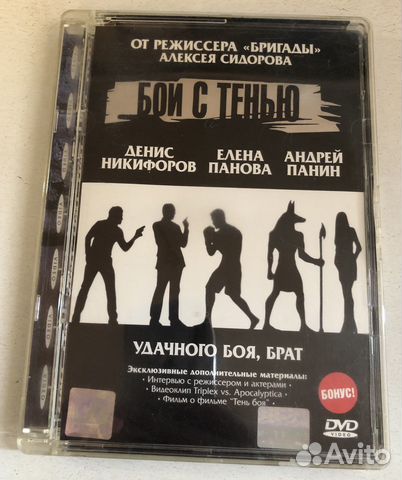 ОТ РЕЖИССЕРА «БРИГАДЫ»
АЛЕКСЕЯ СИДОРОВА
БОЙ С ТЕНЬЮ
ДЕНИС ЕЛЕНА АНДРЕЙ
НИКИФОРОВ ПАНОВА ПАНИН
УДАЧНОГО БОЯ, БРАТ
Эксклюзивные дополнительные материалы:
• Интервью с режиссером и актерами •
• Видеоклип Triplex vs. Apocalyptica •
• Фильм о фильме "Тень боя" •
БОНУС!
DVD
VIDEO
Avito